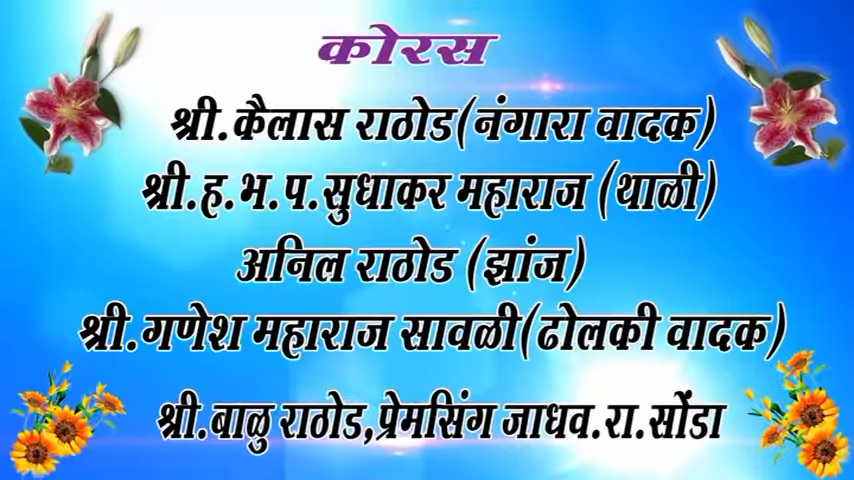 कोरस
श्री.कैलास राठोड(नंगारा वादक)
श्री.ह.भ.प.सुधाकर महाराज (थाळी)
अनिल राठोड (झांज)
श्री.गणेश महाराज सावळी(ढोलकी वादक)
श्री.बाळु राठोड,प्रेमसिंग जाधव.रा.सोंडा